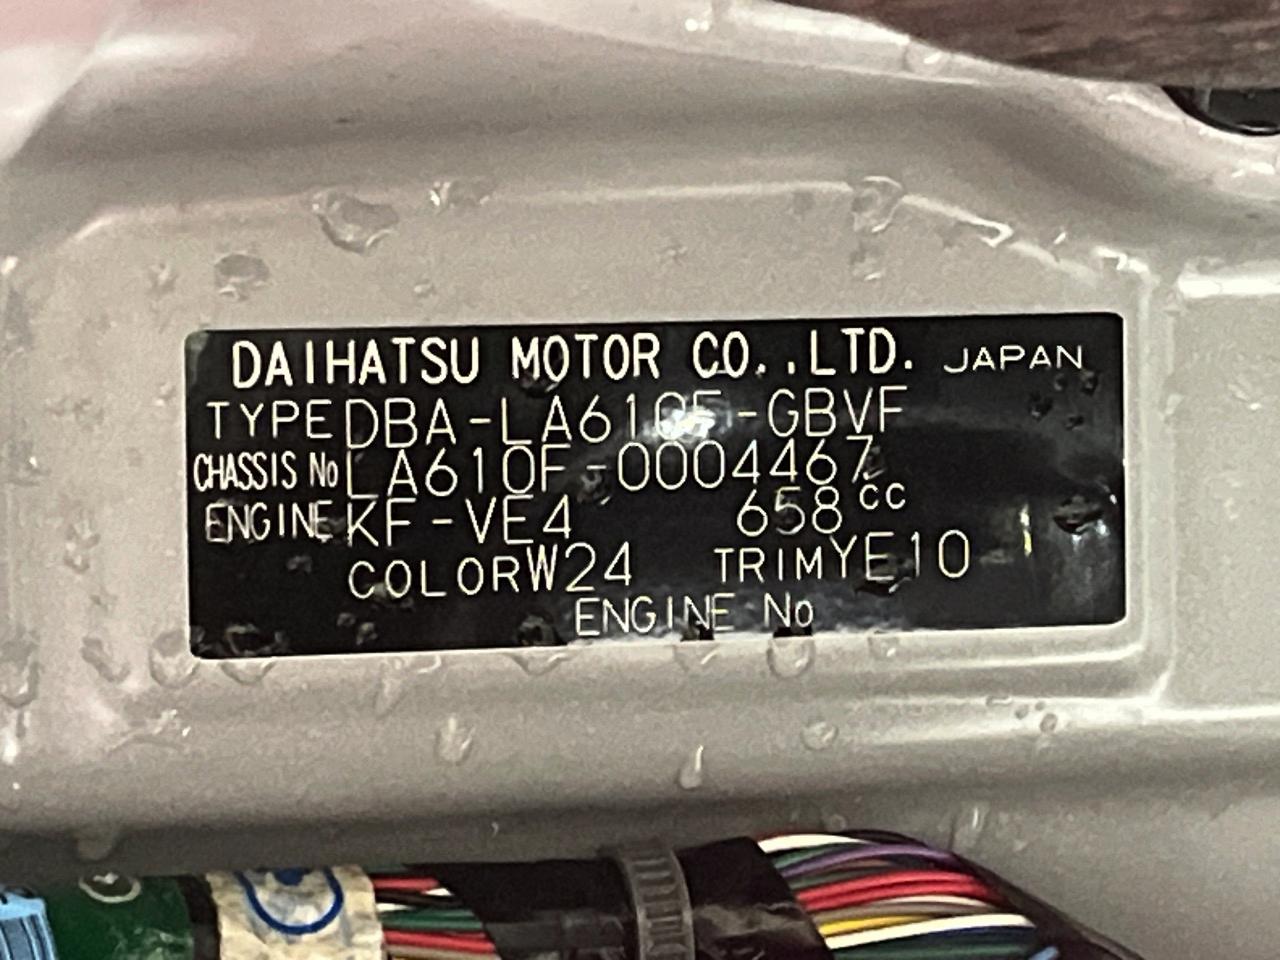 DAIHATSU MOTOR CO.,LTD. JAPAN
TYPE DBA-LA610F-GBVF
CHASSIS No LA610F-0004467
ENGINE KF-VE4 658cc
COLOR W24 TRIM YE10
ENGINE No